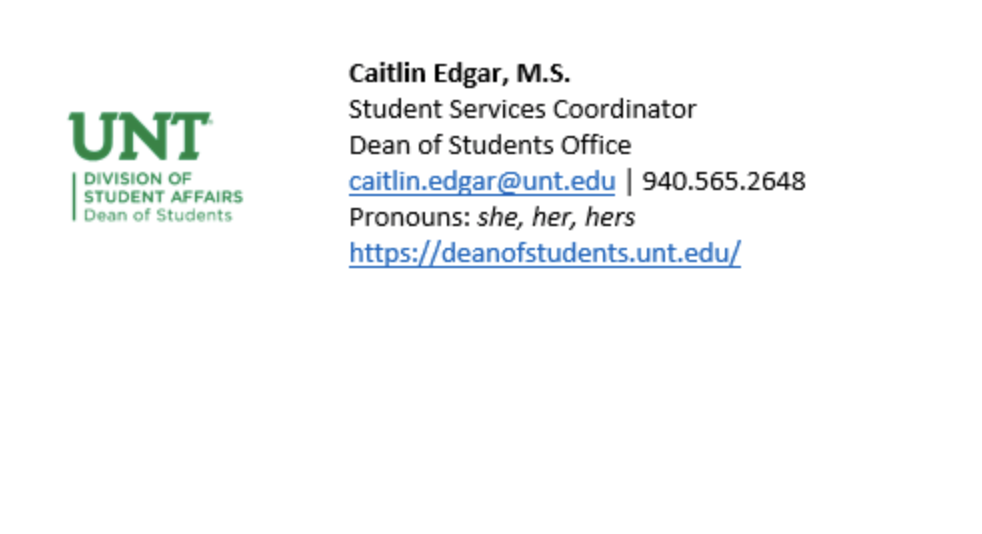 UNT
DIVISION OF
STUDENT AFFAIRS
Dean of Students
Caitlin Edgar, M.S.
Student Services Coordinator
Dean of Students Office
caitlin.edgar@unt.edu | 940.565.2648
Pronouns: she, her, hers
https://deanofstudents.unt.edu/